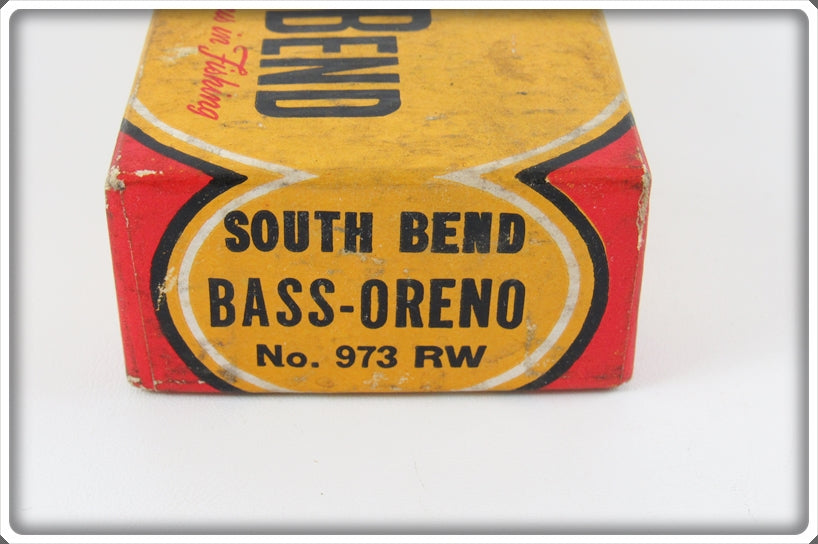 BEND
in Fishing
SOUTH BEND
BASS-ORENO
No. 973 RW